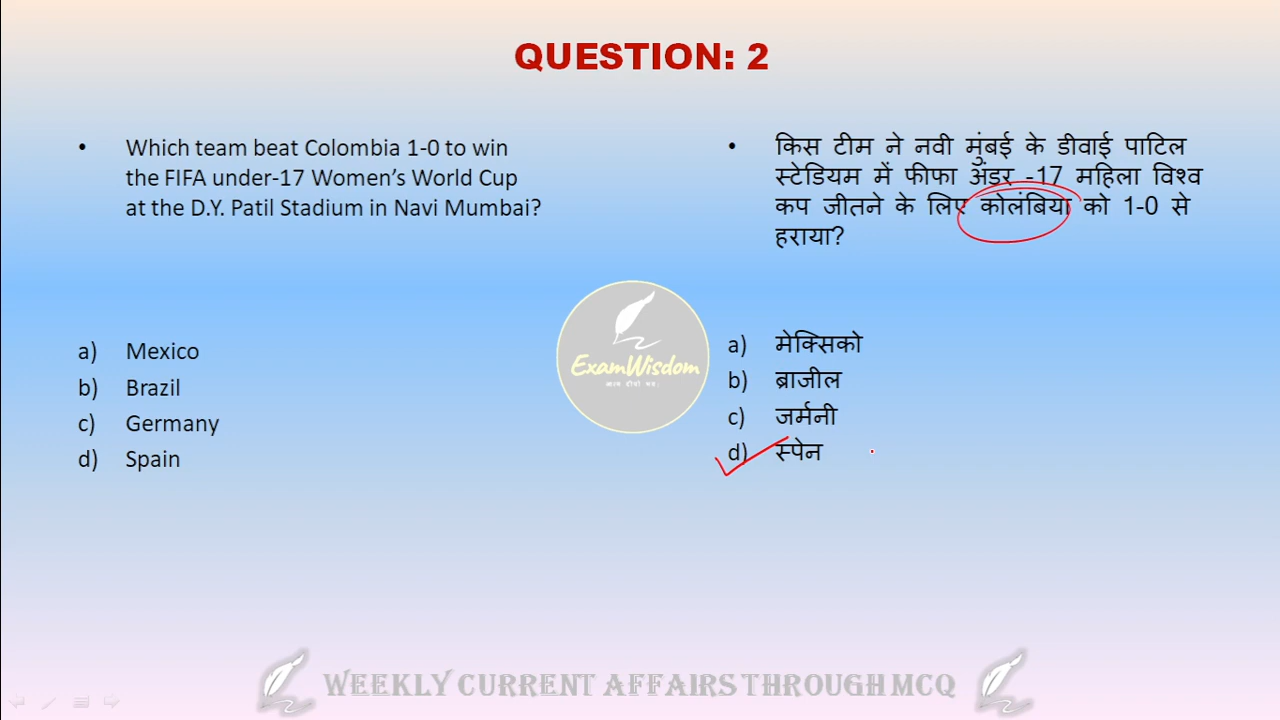 QUESTION: 2
• Which team beat Colombia 1-0 to win
the FIFA under-17 Women's World Cup
at the D.Y. Patil Stadium in Navi Mumbai?
a) Mexico
b) Brazil
c) Germany
d) Spain
• किस टीम ने नवी मुंबई के डीवाई पाटिल
स्टेडियम में फीफा अंडर -17 महिला विश्व
कप जीतने के लिए कोलंबिया को 1-0 से
हराया?
a) मेक्सिको
b) ब्राजील
c) जर्मनी
d) स्पेन
ExamWisdom
WEEKLY CURRENT AFFAIRS THROUGH MCQ